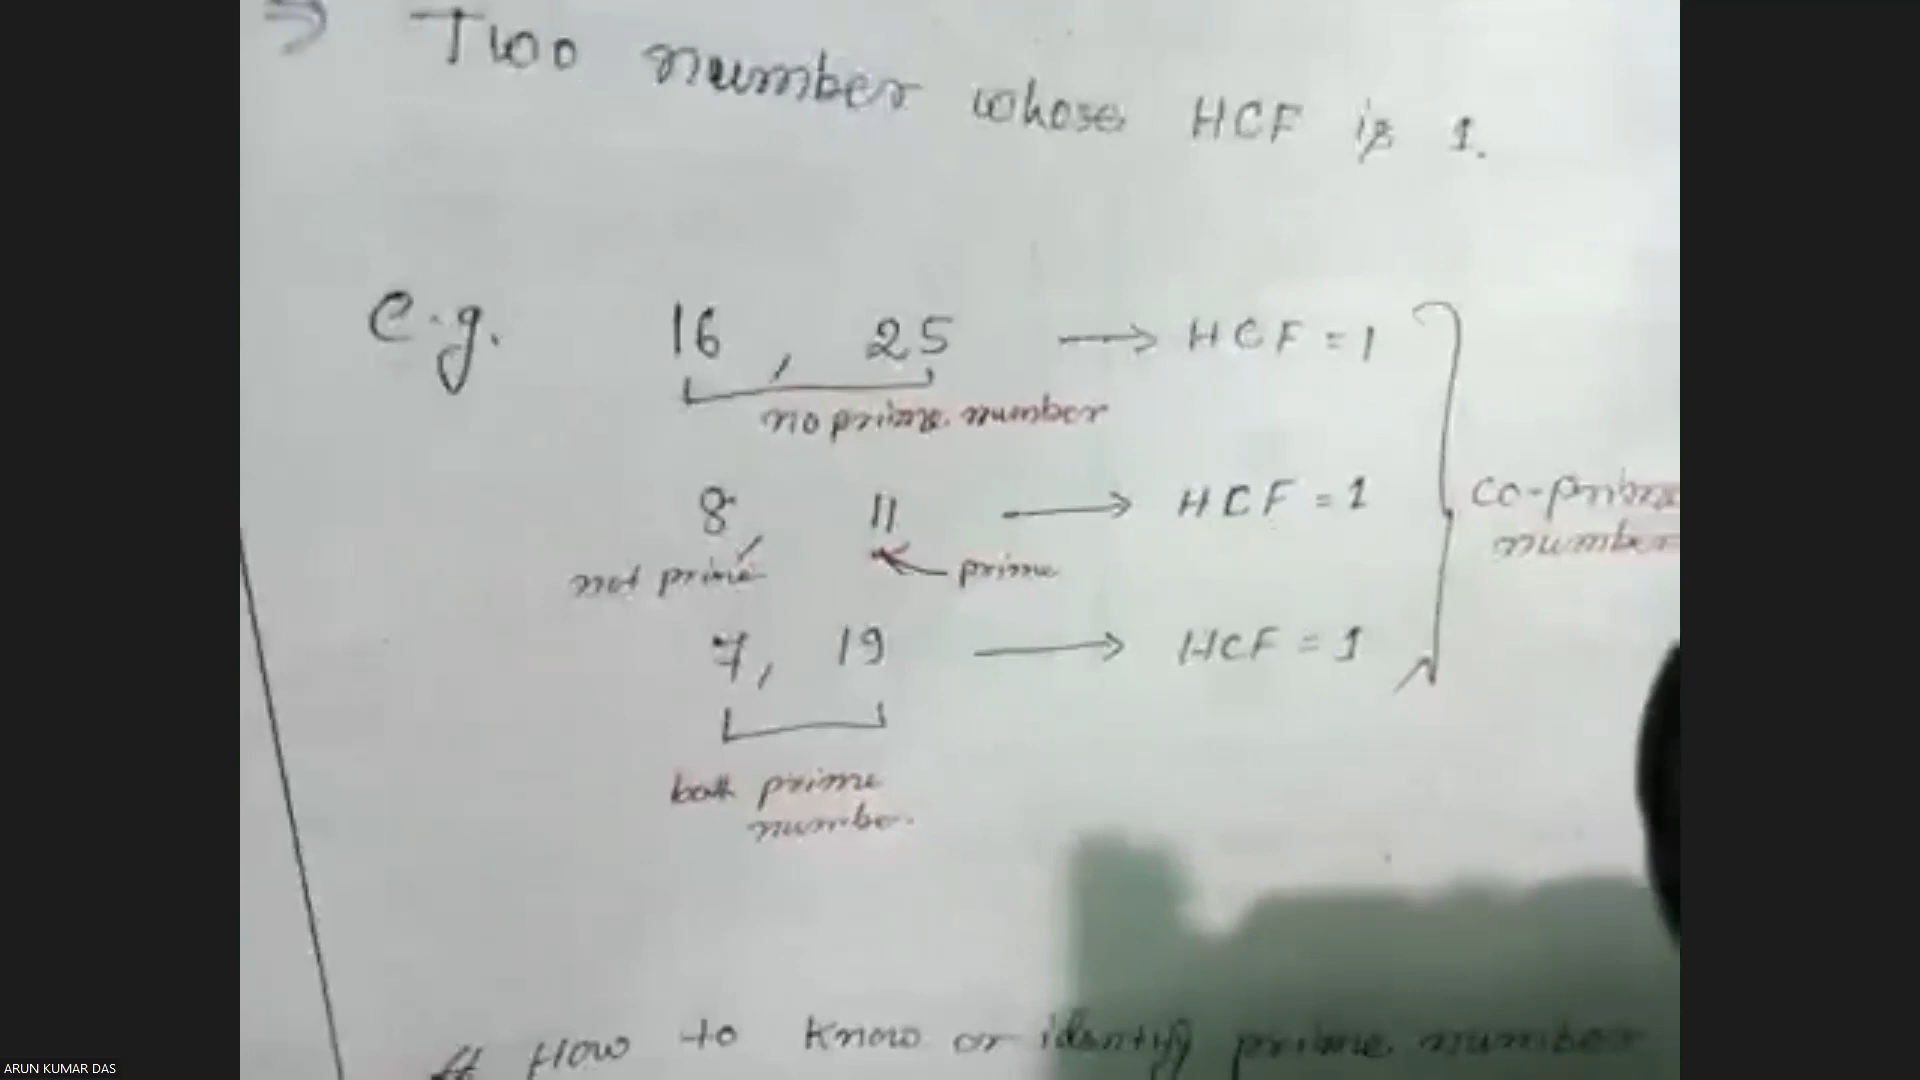 ⇒ Two number whose HCF is 1.
e.g. 16, 25 → HCF = 1
no prime number
8, 11 → HCF = 1
co-prime
number
not prime ← prime
7, 19 → HCF = 1
both prime
number.
# How to know or identify prime number
ARUN KUMAR DAS